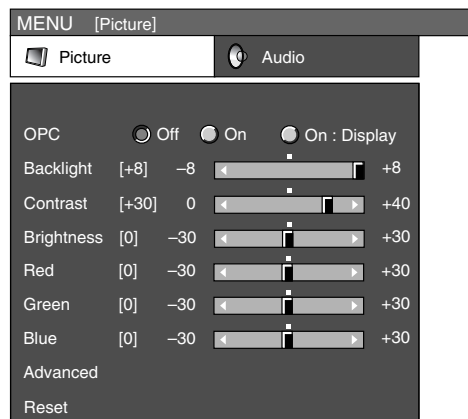 MENU [Picture]
Picture Audio
OPC Off On On : Display
Backlight [+8] –8 +8
Contrast [+30] 0 +40
Brightness [0] –30 +30
Red [0] –30 +30
Green [0] –30 +30
Blue [0] –30 +30
Advanced
Reset